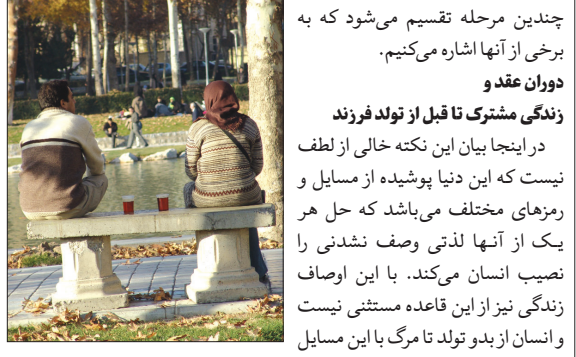 چندین مرحله تقسیم می‌شود که به
برخی از آنها اشاره می‌کنیم.
دوران عقد و
زندگی مشترک تا قبل از تولد فرزند
در اینجا بیان این نکته خالی از لطف
نیست که این دنیا پوشیده از مسایل و
رمزهای مختلف می‌باشد که حل هر
یـک از آنـها لذتی وصف نشدنی را
نصیب انسان می‌کند. با این اوصاف
زندگی نیز از این قاعده مستثنی نیست
و انسان از بدو تولد تا مرگ با این مسایل